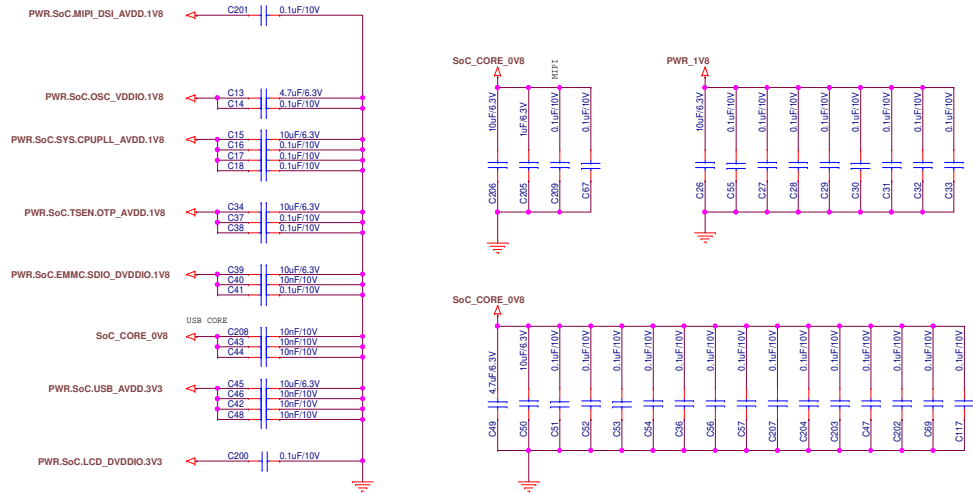 PWR.SoC.MIPI_DSI_AVDD.1V8
C201 0.1uF/10V
PWR.SoC.OSC_VDDIO.1V8
C13 4.7uF/6.3V
C14 0.1uF/10V
PWR.SoC.SYS.CPUPLL_AVDD.1V8
C15 10uF/6.3V
C16 0.1uF/10V
C17 0.1uF/10V
C18 0.1uF/10V
PWR.SoC.TSEN.OTP_AVDD.1V8
C34 10uF/6.3V
C37 0.1uF/10V
C38 0.1uF/10V
PWR.SoC.EMMC.SDIO_DVDDIO.1V8
C39 10uF/6.3V
C40 10nF/10V
C41 0.1uF/10V
USB CORE
SoC_CORE_0V8
C208 10nF/10V
C43 10nF/10V
C44 10nF/10V
PWR.SoC.USB_AVDD.3V3
C45 10uF/6.3V
C46 10nF/10V
C42 10nF/10V
C48 10nF/10V
PWR.SoC.LCD_DVDDIO.3V3
C200 0.1uF/10V
SoC_CORE_0V8
MIPI
10uF/6.3V
1uF/6.3V
0.1uF/10V
0.1uF/10V
C206
C205
C209
C67
PWR_1V8
10uF/6.3V
0.1uF/10V
0.1uF/10V
0.1uF/10V
0.1uF/10V
0.1uF/10V
0.1uF/10V
0.1uF/10V
0.1uF/10V
C26
C55
C27
C28
C29
C30
C31
C32
C33
SoC_CORE_0V8
4.7uF/6.3V
10uF/6.3V
0.1uF/10V
0.1uF/10V
0.1uF/10V
0.1uF/10V
0.1uF/10V
0.1uF/10V
0.1uF/10V
0.1uF/10V
0.1uF/10V
0.1uF/10V
0.1uF/10V
0.1uF/10V
0.1uF/10V
0.1uF/10V
C49
C50
C51
C52
C53
C54
C36
C56
C57
C207
C204
C203
C47
C202
C69
C117